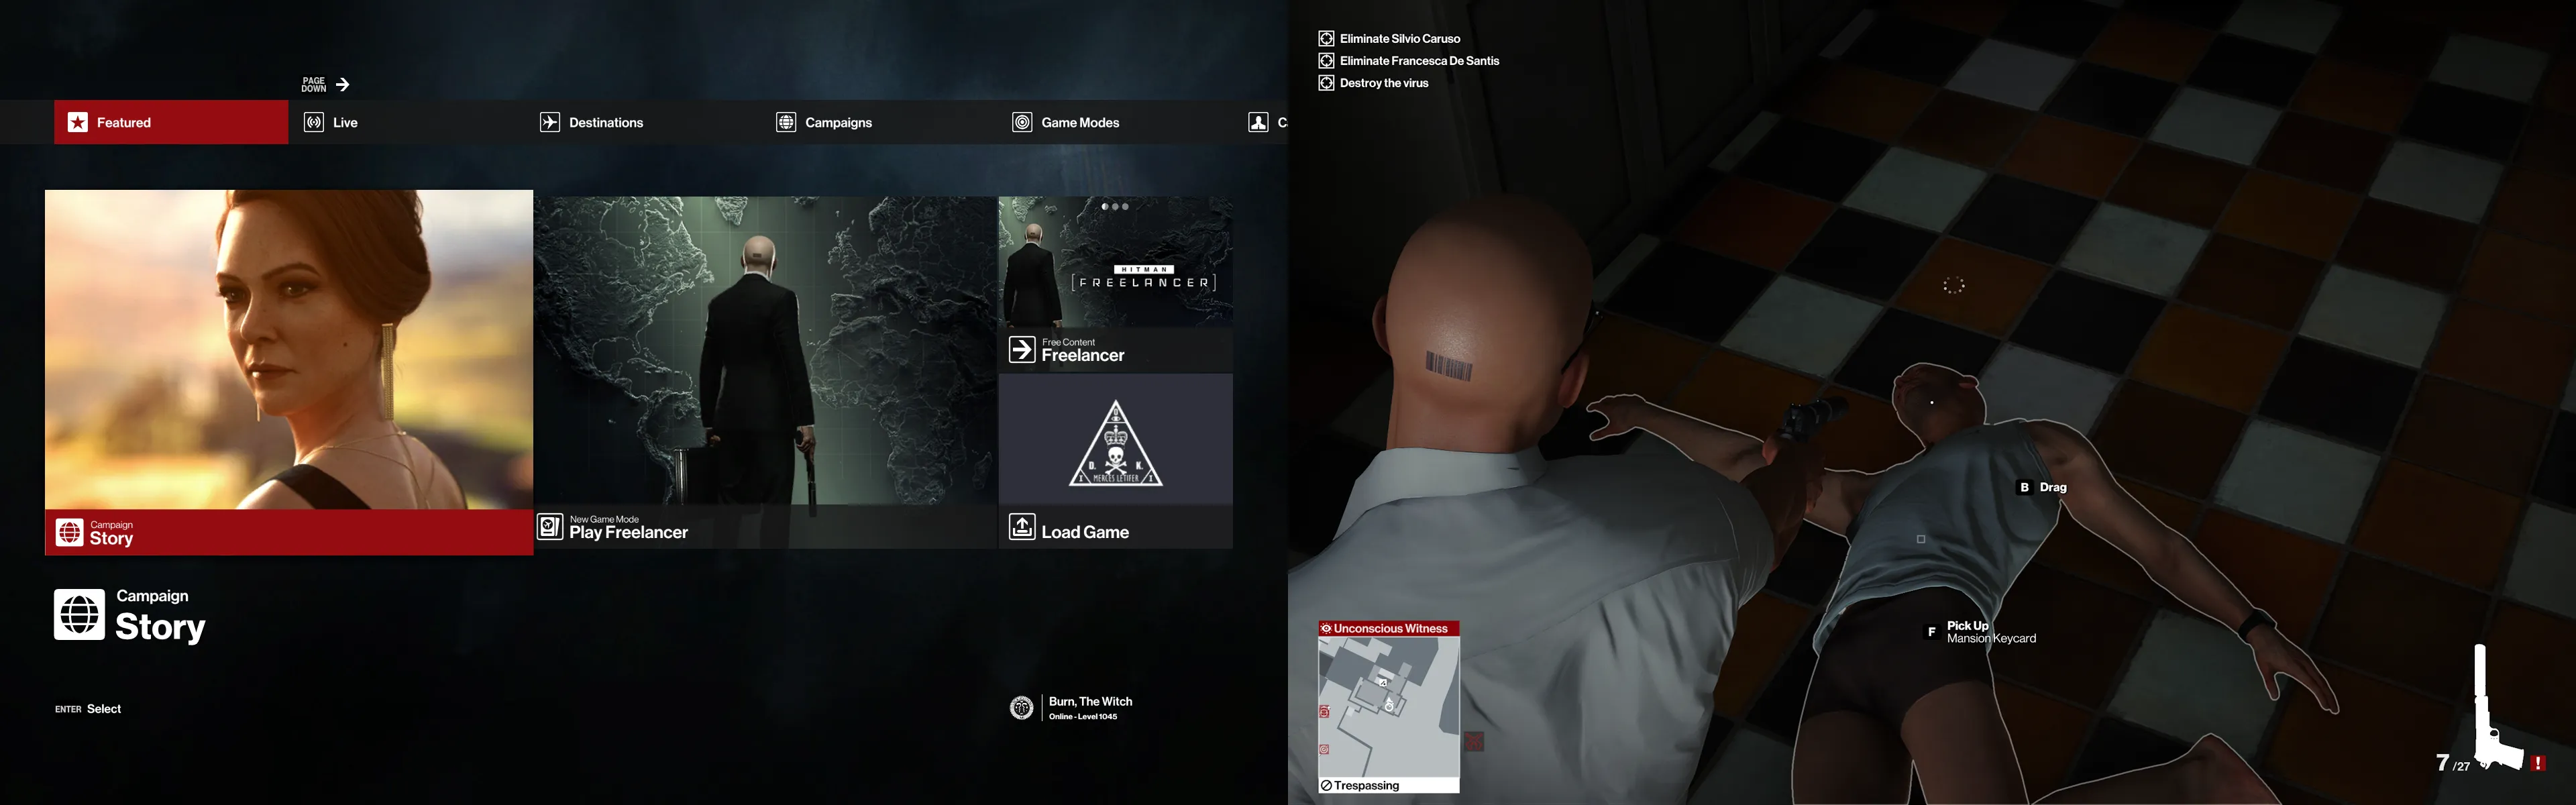 PAGE
DOWN
Featured
Live
Destinations
Campaigns
Game Modes
HITMAN
FREELANCER
Free Content
Freelancer
D. K.
I MERCES LETIFER I
Campaign
Story
New Game Mode
Play Freelancer
Load Game
Campaign
Story
ENTER Select
Burn, The Witch
Online - Level 1045
Eliminate Silvio Caruso
Eliminate Francesca De Santis
Destroy the virus
B Drag
F Pick Up
Mansion Keycard
Unconscious Witness
Trespassing
7 /27
!